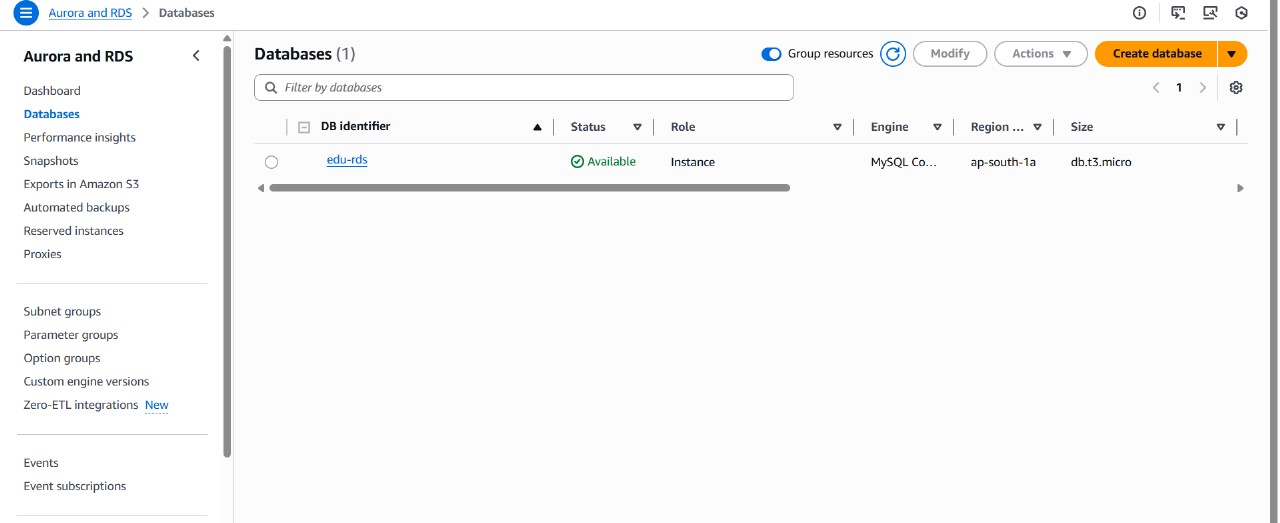 Aurora and RDS > Databases
Aurora and RDS
Dashboard
Databases
Performance insights
Snapshots
Exports in Amazon S3
Automated backups
Reserved instances
Proxies
Subnet groups
Parameter groups
Option groups
Custom engine versions
Zero-ETL integrations New
Events
Event subscriptions
Databases (1)
Group resources
Modify
Actions
Create database
Filter by databases
1
DB identifier Status Role Engine Region ... Size
edu-rds Available Instance MySQL Co... ap-south-1a db.t3.micro